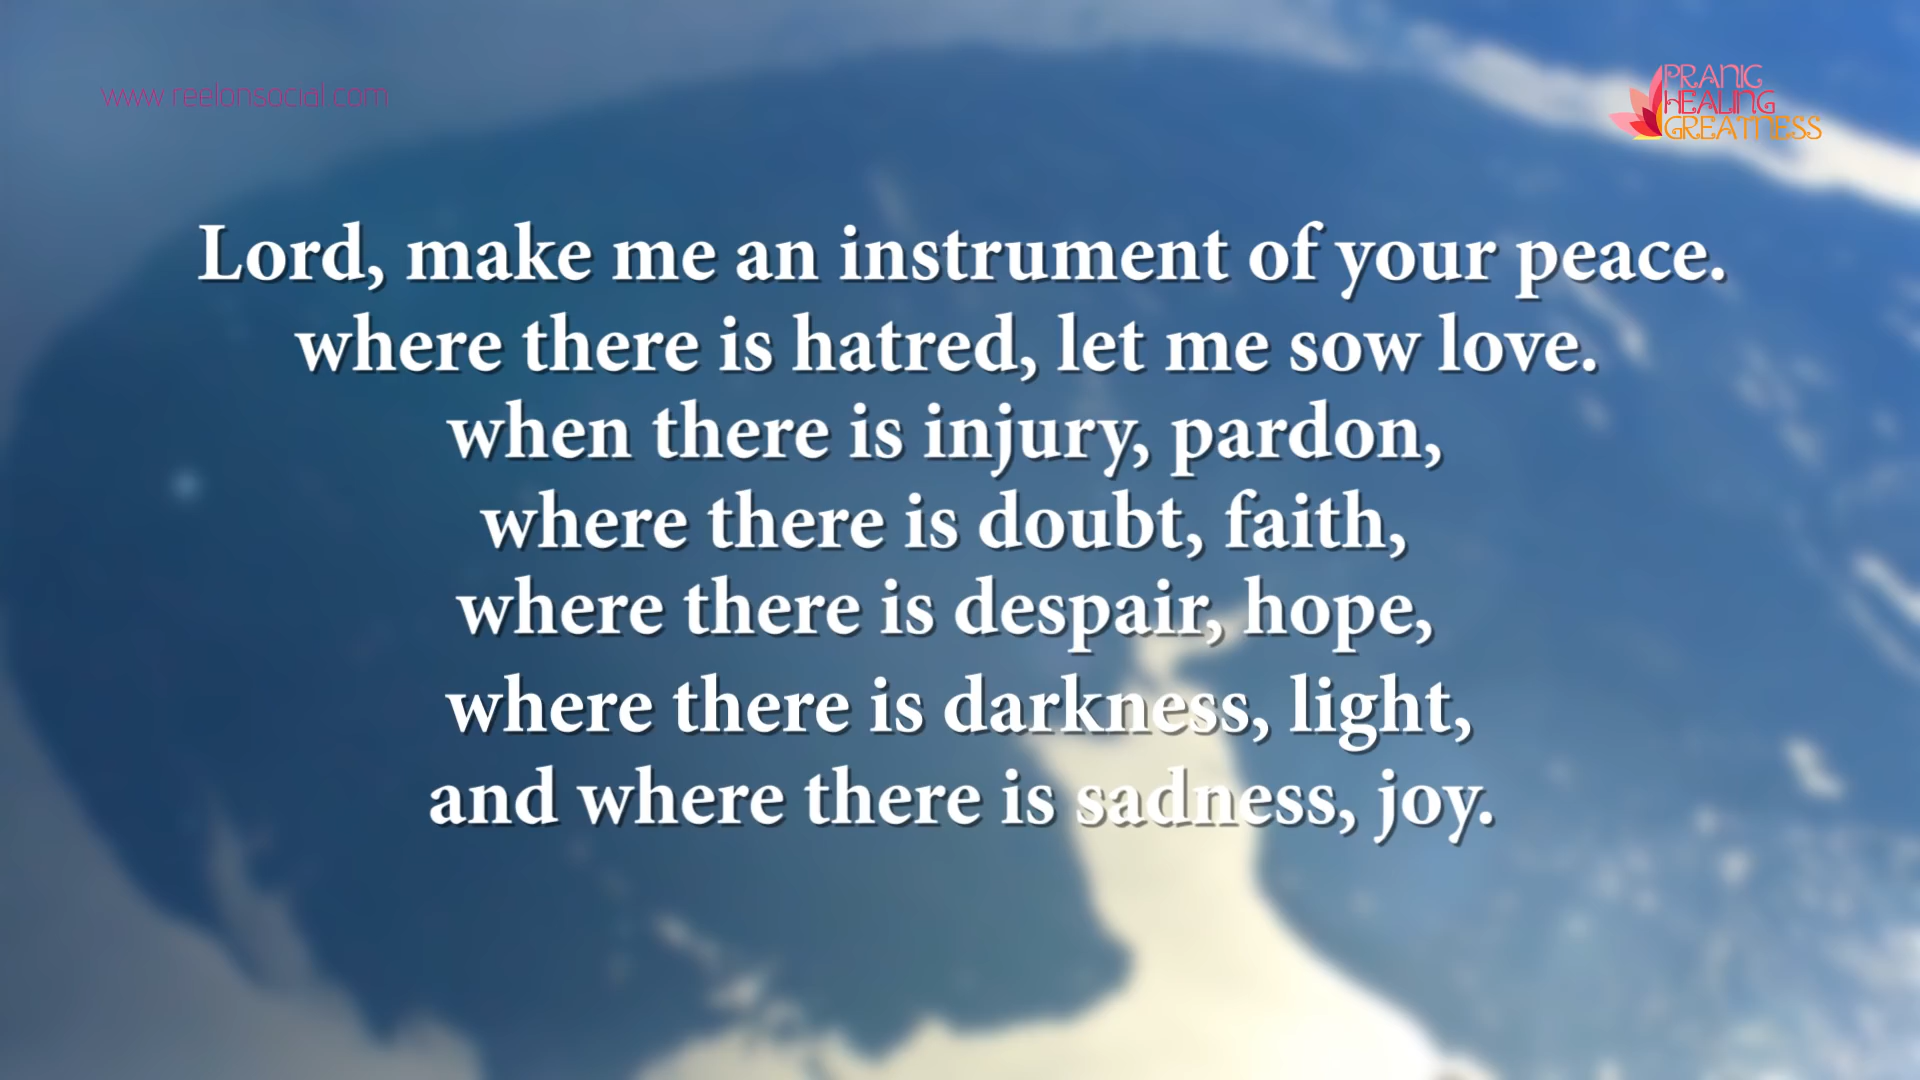 www.reelonsocial.com
PRANIC
HEALING
GREATNESS
Lord, make me an instrument of your peace.
where there is hatred, let me sow love.
when there is injury, pardon,
where there is doubt, faith,
where there is despair, hope,
where there is darkness, light,
and where there is sadness, joy.